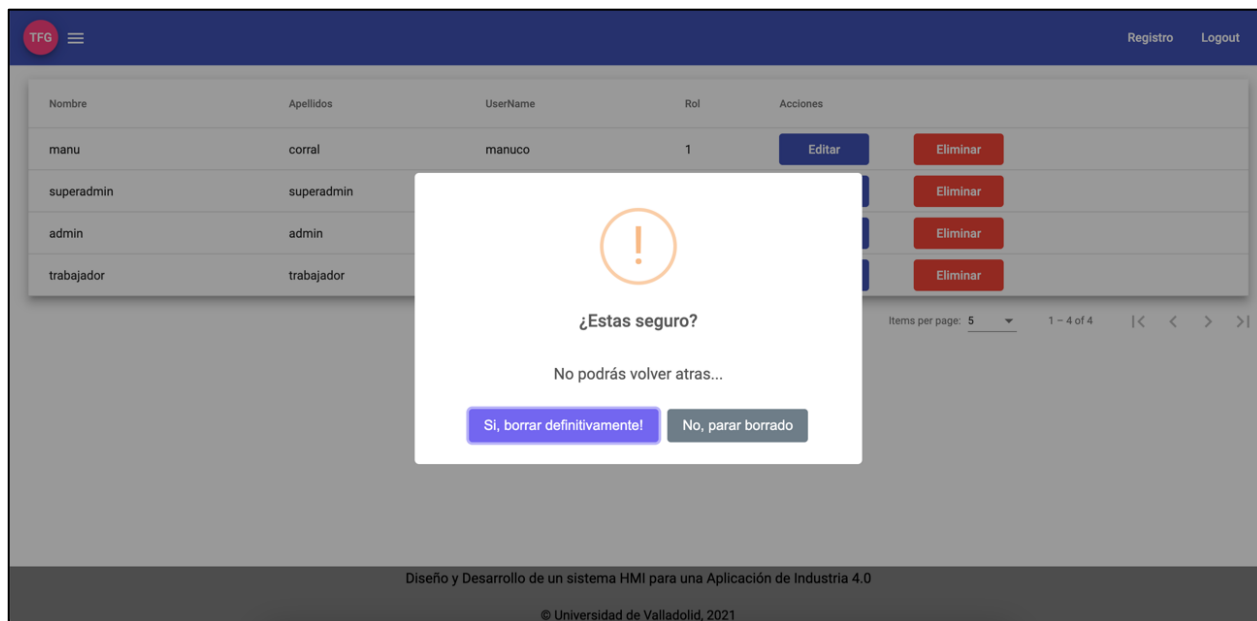 TFG
Registro Logout
Nombre Apellidos UserName Rol Acciones
manu corral manuco 1 Editar Eliminar
superadmin superadmin Eliminar
admin admin Eliminar
trabajador trabajador Eliminar
!
¿Estas seguro?
No podrás volver atras...
Si, borrar definitivamente! No, parar borrado
Items per page: 5 1 – 4 of 4 |< < > >|
Diseño y Desarrollo de un sistema HMI para una Aplicación de Industria 4.0
© Universidad de Valladolid, 2021